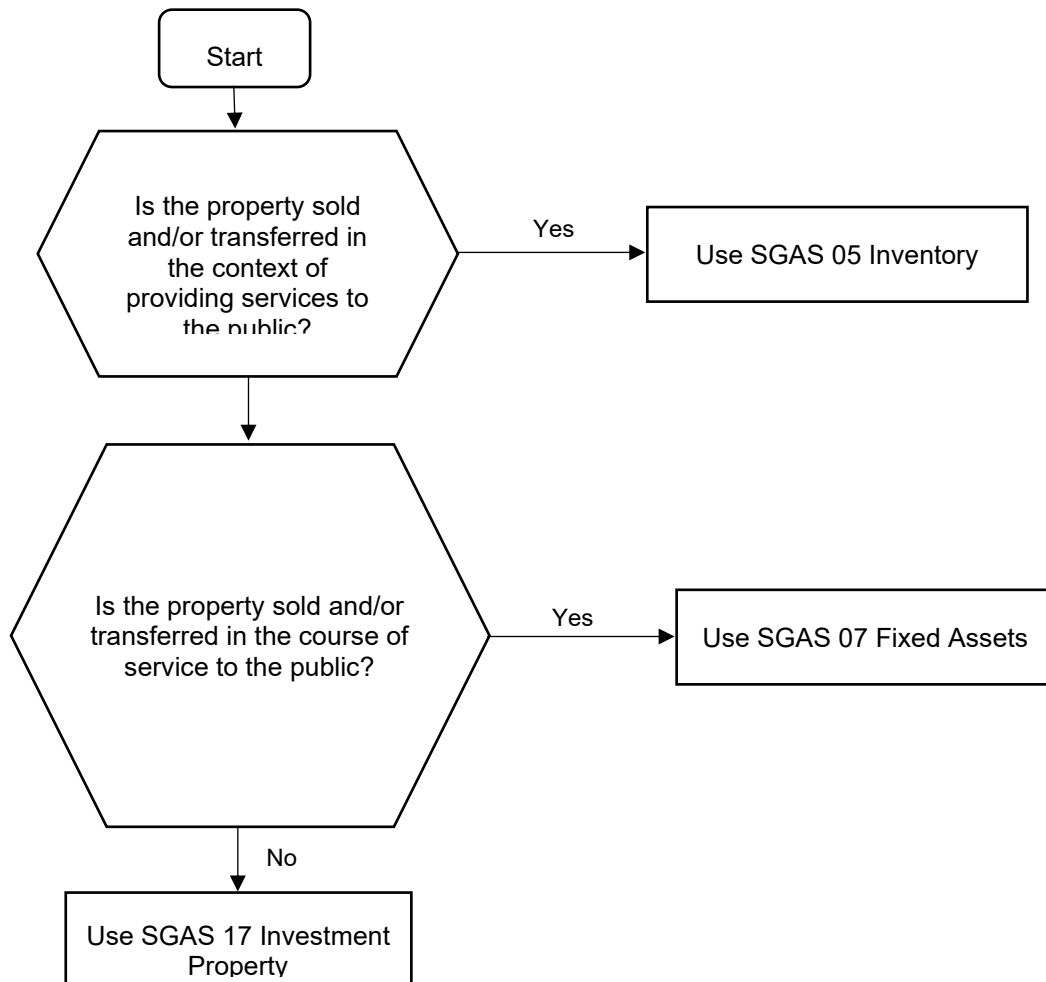 Start
Is the property sold
and/or transferred in
the context of
providing services to
the public?
Yes
Use SGAS 05 Inventory
Is the property sold and/or
transferred in the course of
service to the public?
Yes
Use SGAS 07 Fixed Assets
No
Use SGAS 17 Investment
Property